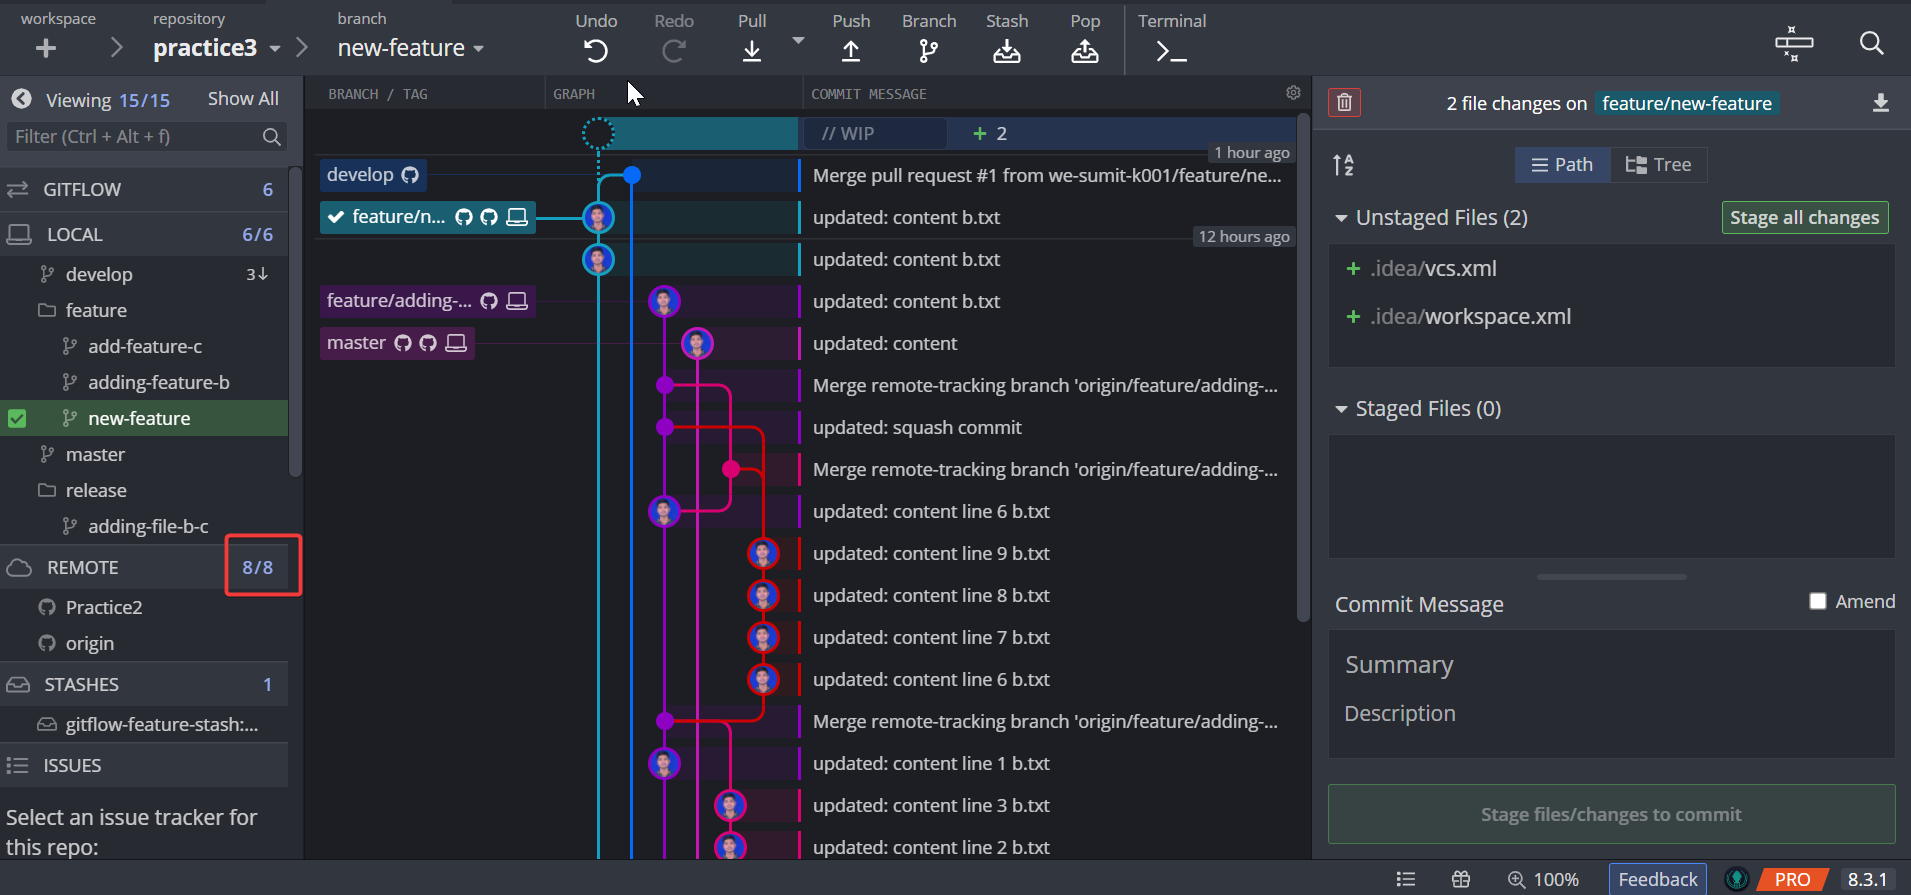 workspace
repository
practice3
branch
new-feature
Undo
Redo
Pull
Push
Branch
Stash
Pop
Terminal
Viewing 15/15 Show All
Filter (Ctrl + Alt + f)
GITFLOW 6
LOCAL 6/6
develop 3↓
feature
add-feature-c
adding-feature-b
new-feature
master
release
adding-file-b-c
REMOTE 8/8
Practice2
origin
STASHES 1
gitflow-feature-stash:...
ISSUES
Select an issue tracker for
this repo:
BRANCH / TAG GRAPH COMMIT MESSAGE
// WIP + 2
1 hour ago
develop Merge pull request #1 from we-sumit-k001/feature/ne...
feature/n... updated: content b.txt
12 hours ago
updated: content b.txt
feature/adding-... updated: content b.txt
master updated: content
Merge remote-tracking branch 'origin/feature/adding-...
updated: squash commit
Merge remote-tracking branch 'origin/feature/adding-...
updated: content line 6 b.txt
updated: content line 9 b.txt
updated: content line 8 b.txt
updated: content line 7 b.txt
updated: content line 6 b.txt
Merge remote-tracking branch 'origin/feature/adding-...
updated: content line 1 b.txt
updated: content line 3 b.txt
updated: content line 2 b.txt
2 file changes on feature/new-feature
Path Tree
Unstaged Files (2) Stage all changes
+ .idea/vcs.xml
+ .idea/workspace.xml
Staged Files (0)
Commit Message Amend
Summary
Description
Stage files/changes to commit
100% Feedback PRO 8.3.1